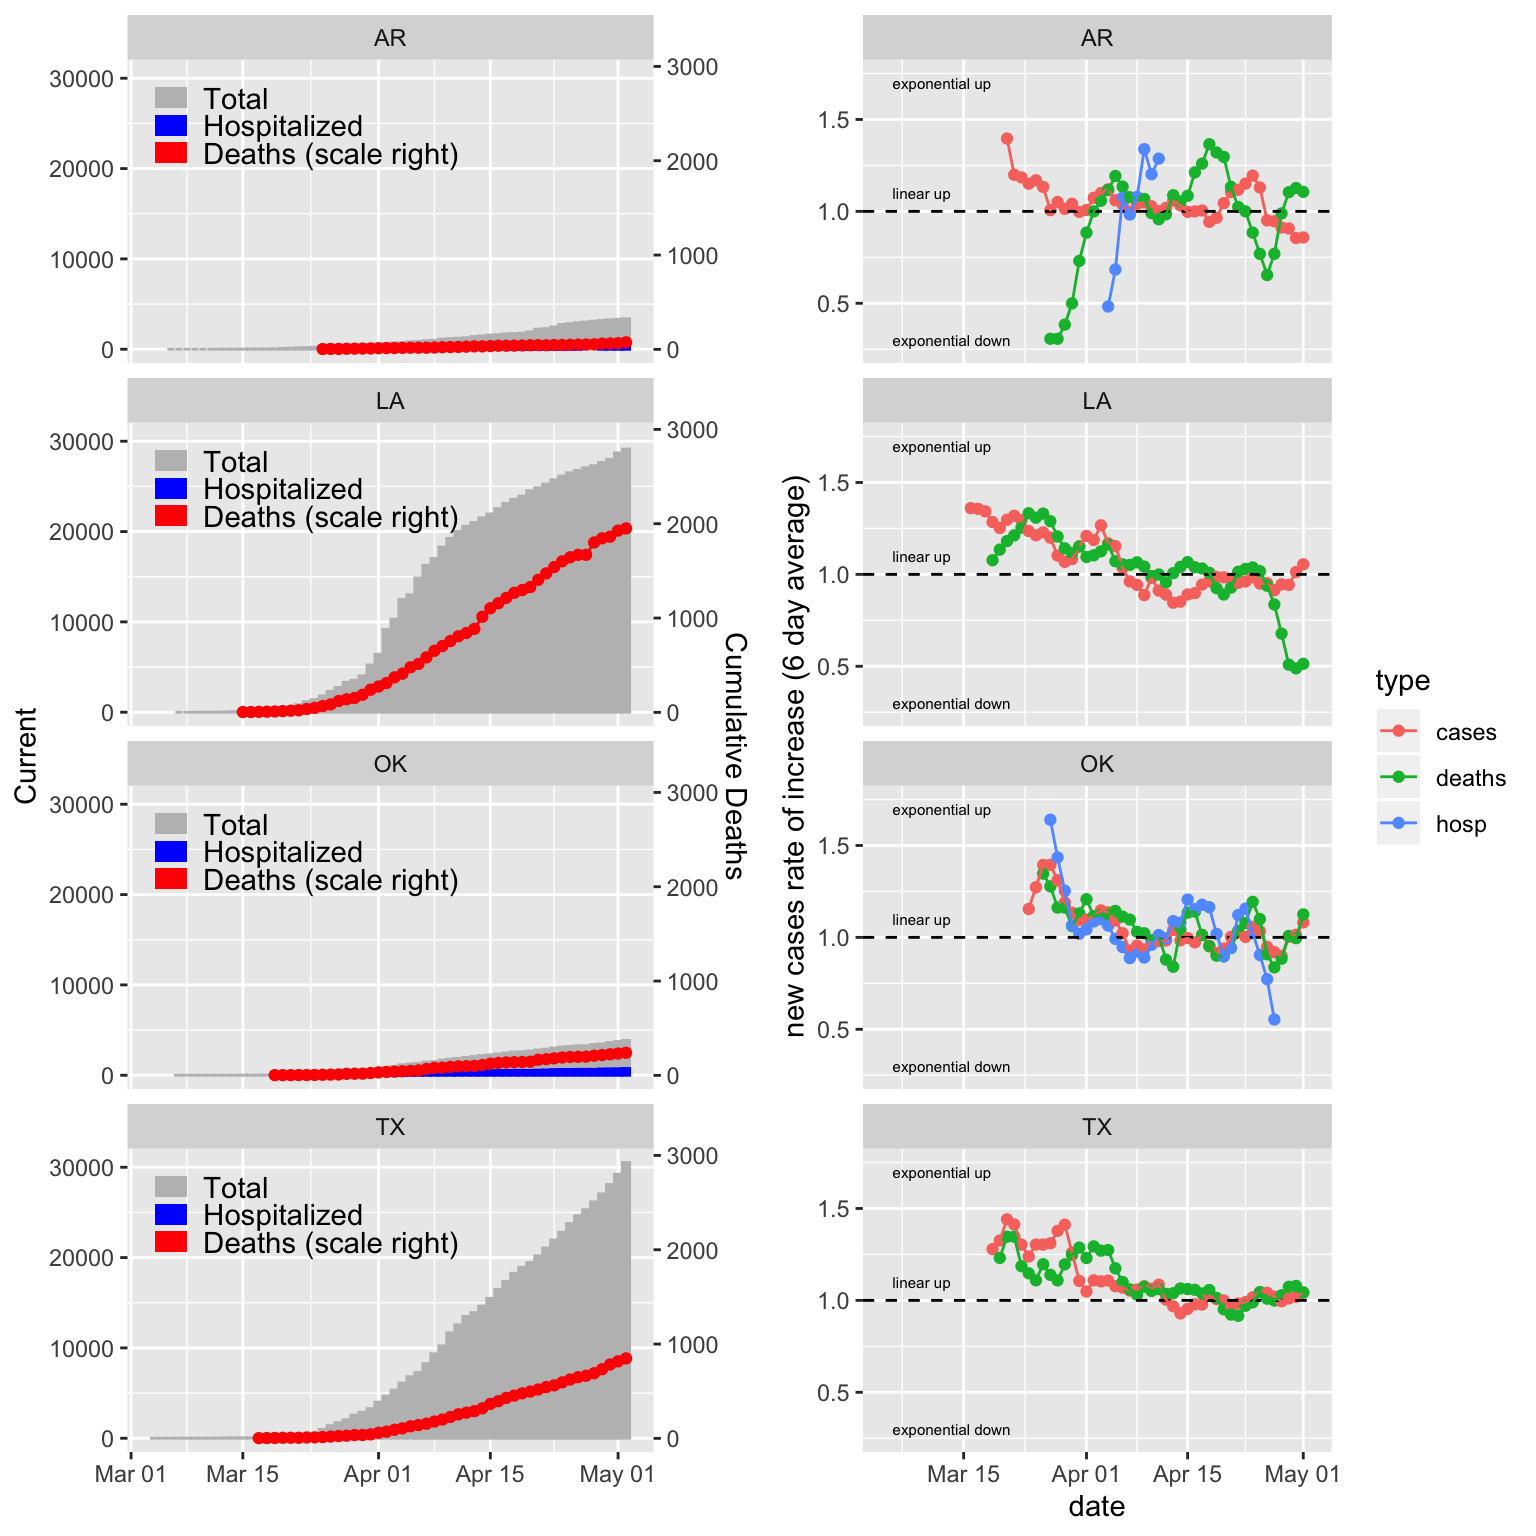 AR
30000
20000
10000
0
3000
2000
1000
0
Total
Hospitalized
Deaths (scale right)
LA
30000
20000
10000
0
3000
2000
1000
0
Total
Hospitalized
Deaths (scale right)
OK
30000
20000
10000
0
3000
2000
1000
0
Total
Hospitalized
Deaths (scale right)
TX
30000
20000
10000
0
3000
2000
1000
0
Total
Hospitalized
Deaths (scale right)
Mar 01
Mar 15
Apr 01
Apr 15
May 01
Current
Cumulative Deaths
AR
1.5
1.0
0.5
exponential up
linear up
exponential down
LA
1.5
1.0
0.5
exponential up
linear up
exponential down
OK
1.5
1.0
0.5
exponential up
linear up
exponential down
TX
1.5
1.0
0.5
exponential up
linear up
exponential down
Mar 15
Apr 01
Apr 15
May 01
date
new cases rate of increase (6 day average)
type
cases
deaths
hosp